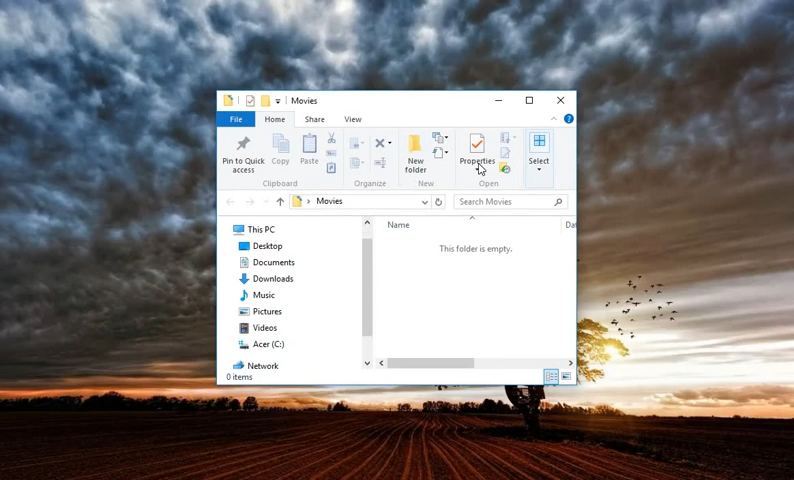 Movies
File Home Share View
Pin to Quick access
Copy
Paste
New folder
Properties
Select
Clipboard Organize New Open
Movies
Search Movies
Name Dat
This folder is empty.
This PC
Desktop
Documents
Downloads
Music
Pictures
Videos
Acer (C:)
Network
0 items